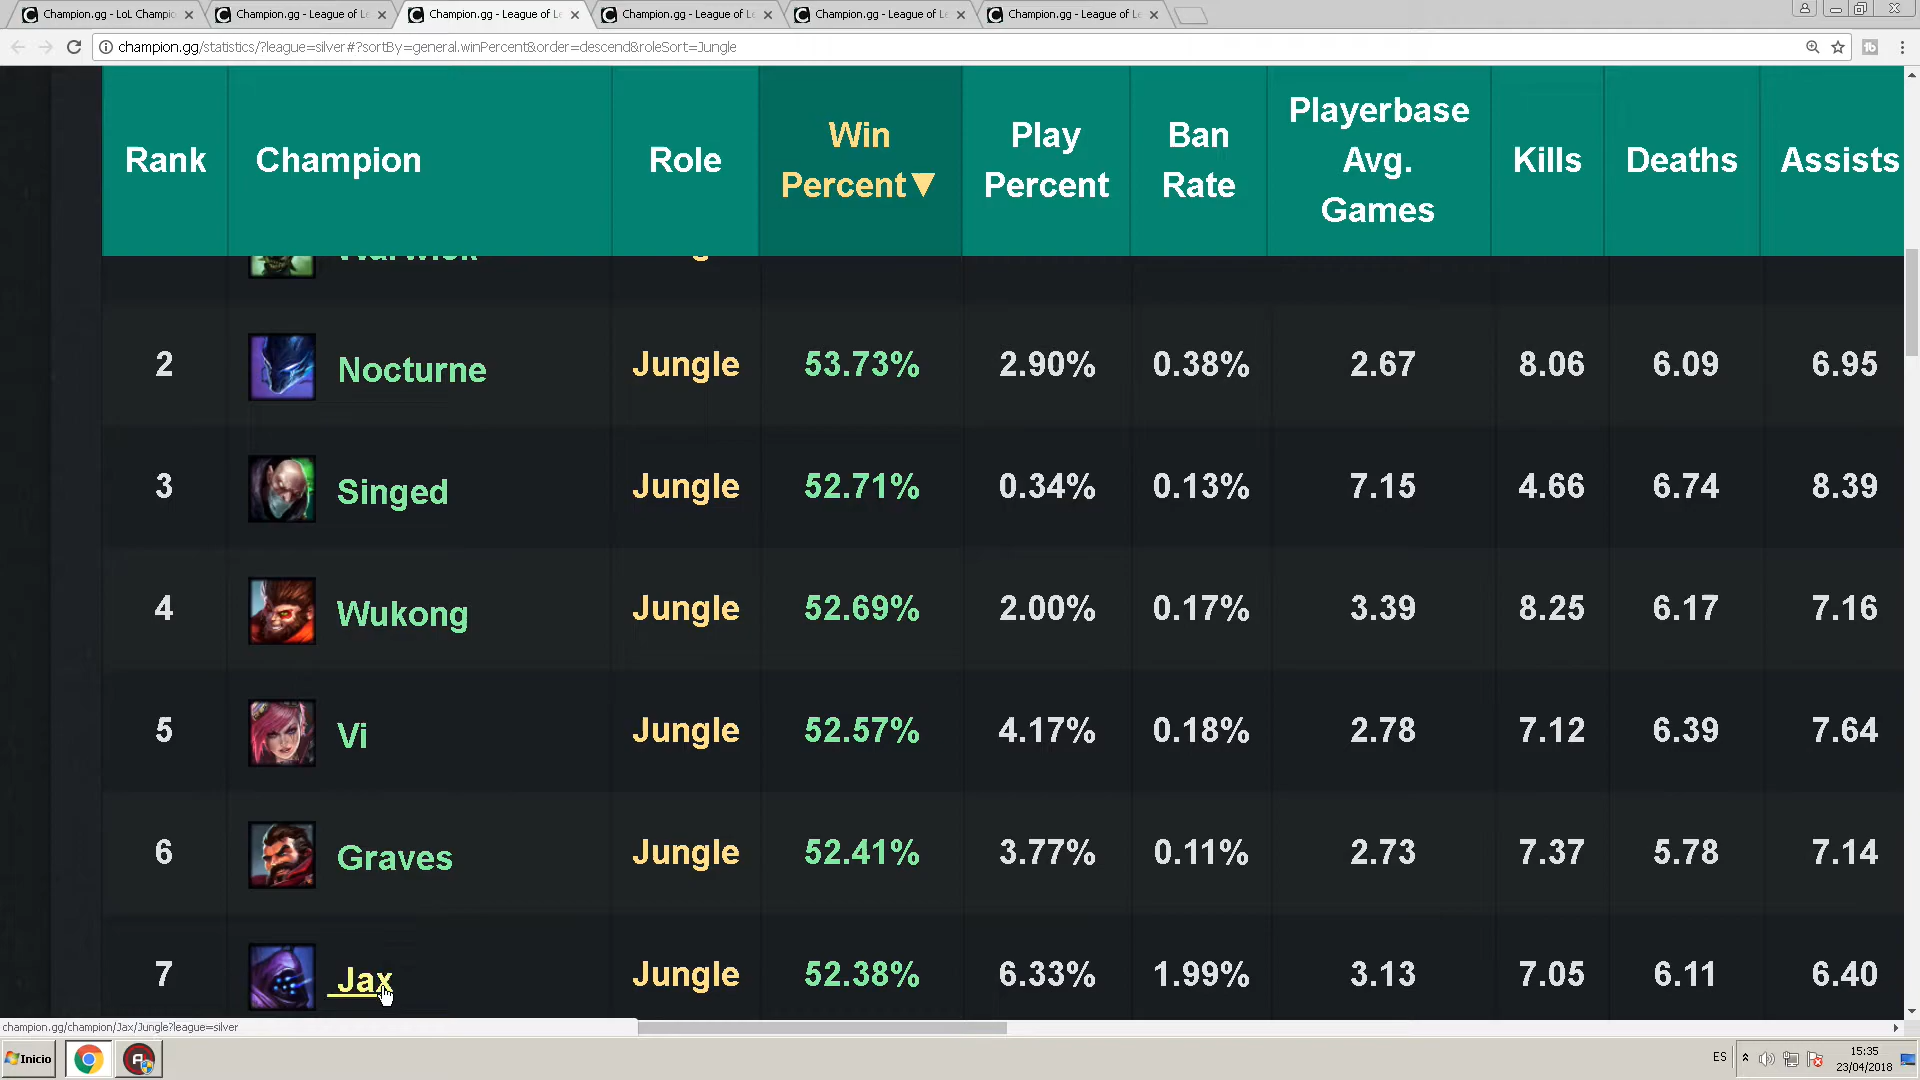 Champion.gg - LoL Champic
Champion.gg - League of Le
Champion.gg - League of Le
Champion.gg - League of Le
Champion.gg - League of Le
Champion.gg - League of Le
champion.gg/statistics/?league=silver#?sortBy=general.winPercent&order=descend&roleSort=Jungle
Rank Champion Role Win Percent▼ Play Percent Ban Rate Playerbase Avg. Games Kills Deaths Assists
Warwick
2 Nocturne Jungle 53.73% 2.90% 0.38% 2.67 8.06 6.09 6.95
3 Singed Jungle 52.71% 0.34% 0.13% 7.15 4.66 6.74 8.39
4 Wukong Jungle 52.69% 2.00% 0.17% 3.39 8.25 6.17 7.16
5 Vi Jungle 52.57% 4.17% 0.18% 2.78 7.12 6.39 7.64
6 Graves Jungle 52.41% 3.77% 0.11% 2.73 7.37 5.78 7.14
7 Jax Jungle 52.38% 6.33% 1.99% 3.13 7.05 6.11 6.40
champion.gg/champion/Jax/Jungle?league=silver
Inicio
ES
15:35
23/04/2018